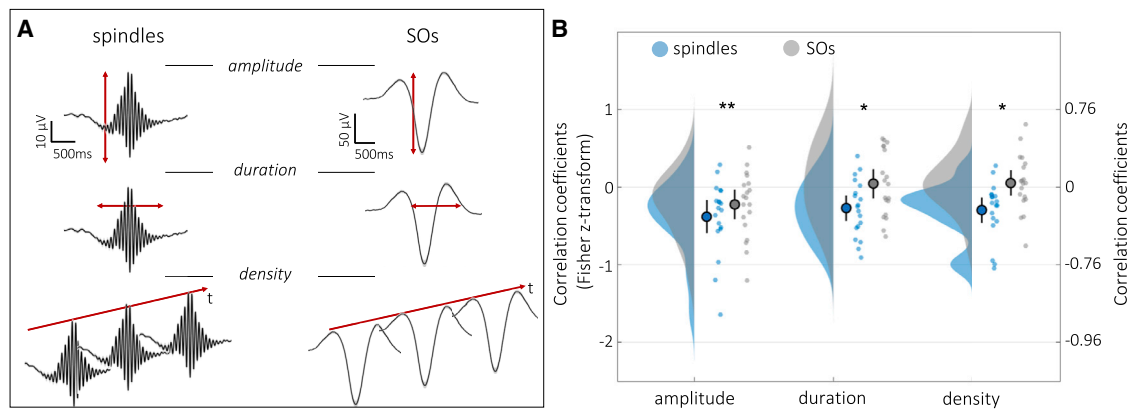 A
spindles
SOs
amplitude
10 µV
500ms
50 µV
500ms
duration
density
t
t
B
spindles
SOs
Correlation coefficients
(Fisher z-transform)
1
0
-1
-2
**
*
*
0.76
0
-0.76
-0.96
Correlation coefficients
amplitude
duration
density